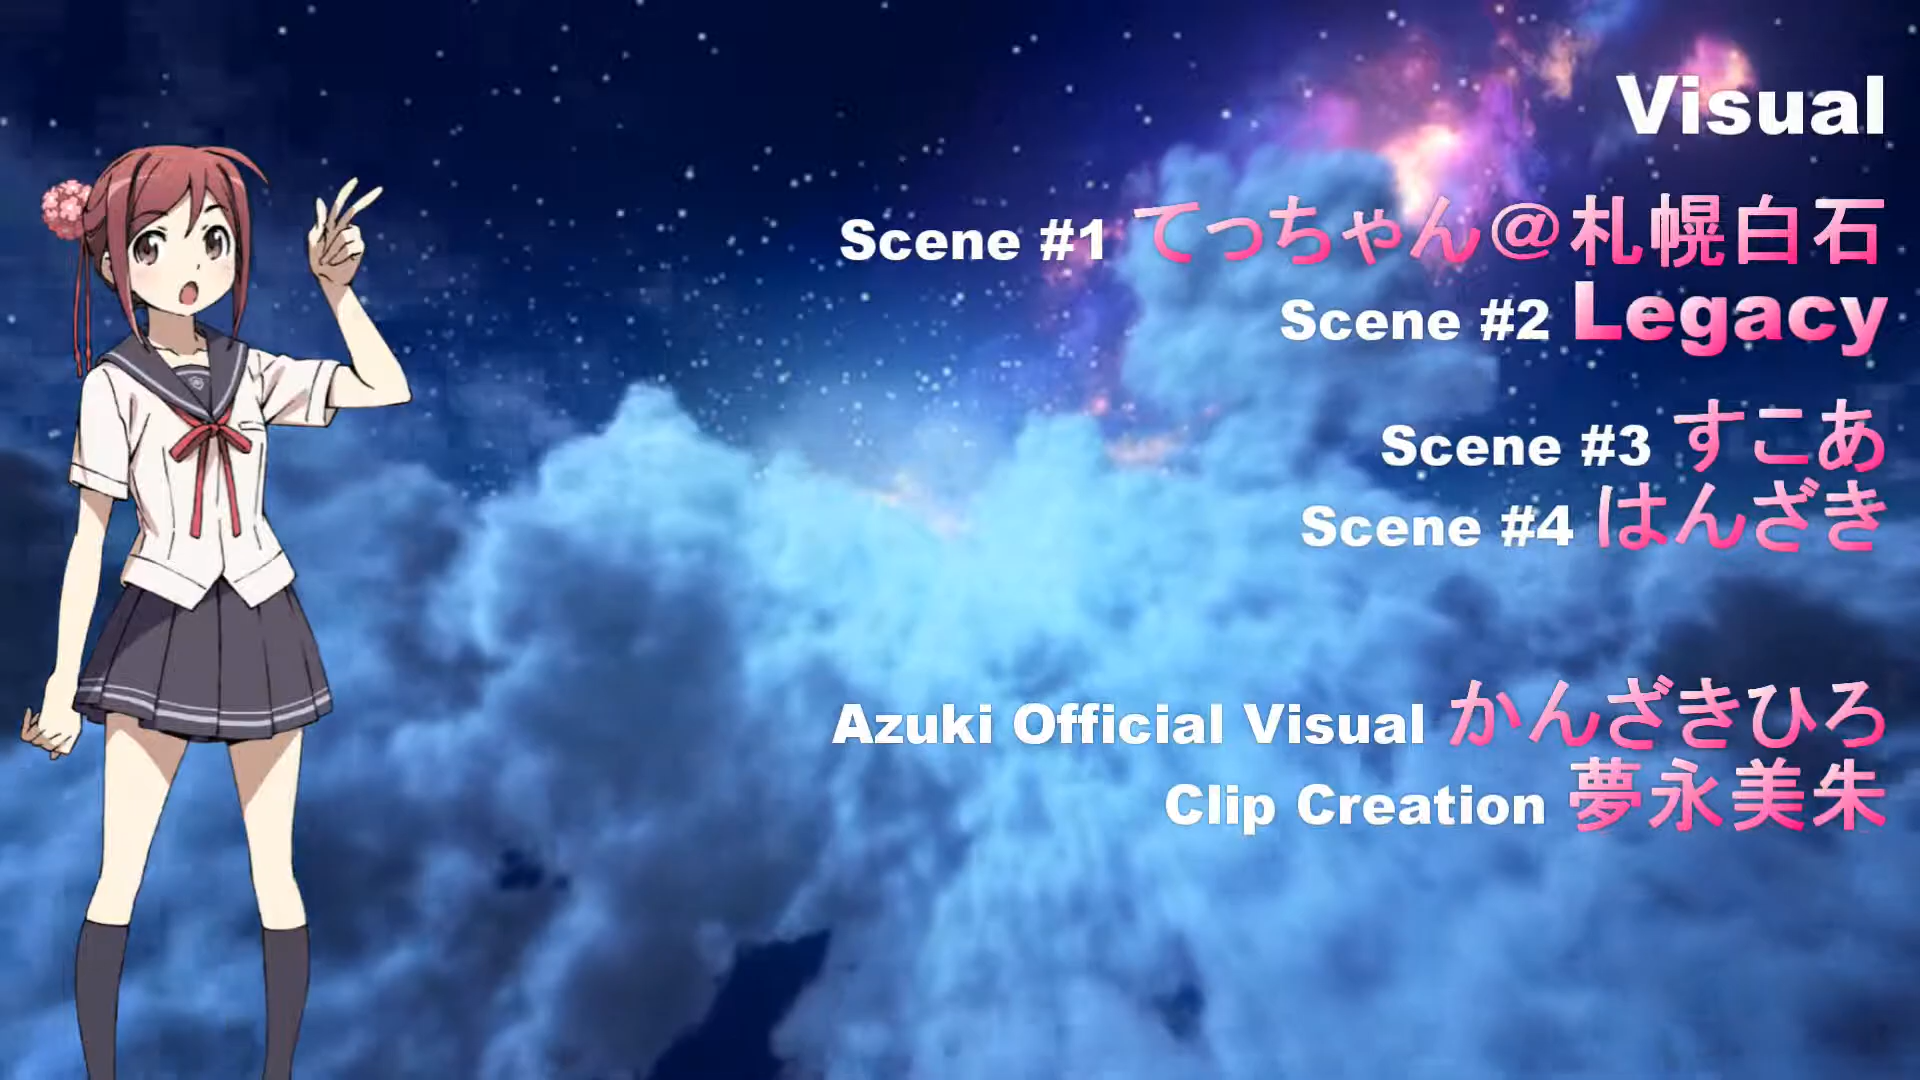 Visual
Scene #1 てっちゃん@札幌白石
Scene #2 Legacy
Scene #3 すこあ
Scene #4 はんざき
Azuki Official Visual かんざきひろ
Clip Creation 夢永美朱